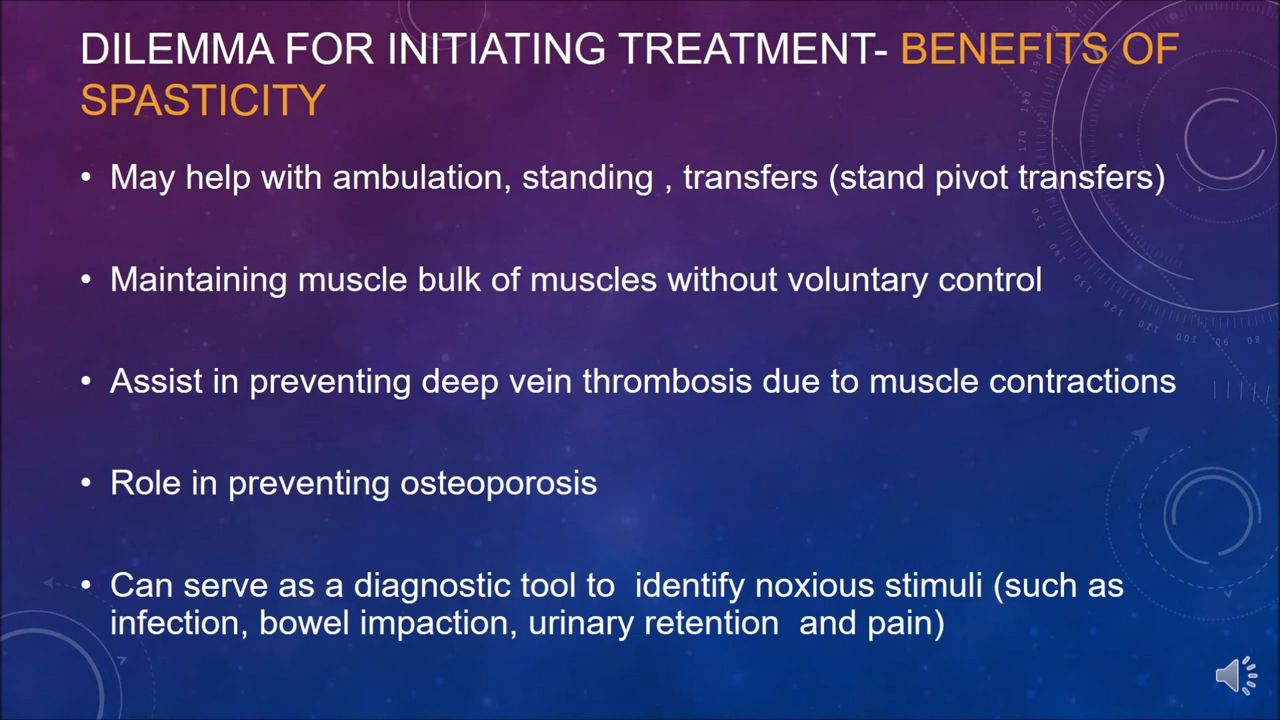 DILEMMA FOR INITIATING TREATMENT- BENEFITS OF
SPASTICITY
• May help with ambulation, standing , transfers (stand pivot transfers)
• Maintaining muscle bulk of muscles without voluntary control
• Assist in preventing deep vein thrombosis due to muscle contractions
• Role in preventing osteoporosis
• Can serve as a diagnostic tool to  identify noxious stimuli (such as
infection, bowel impaction, urinary retention  and pain)